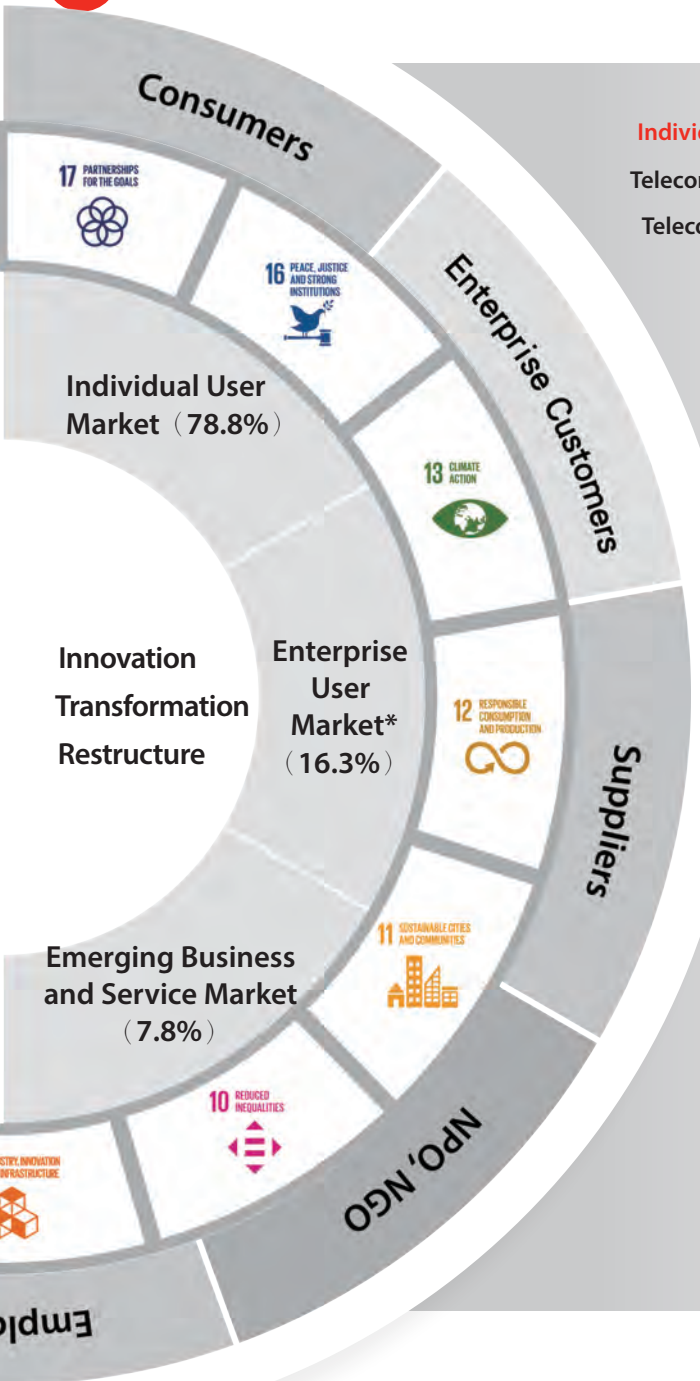 Consumers
17 PARTNERSHIPS
FOR THE GOALS
16 PEACE, JUSTICE
AND STRONG
INSTITUTIONS
Enterprise Customers
Individual User
Market（78.8%）
13 CLIMATE
ACTION
Innovation
Transformation
Restructure
Enterprise
User
Market*
（16.3%）
12 RESPONSIBLE
CONSUMPTION
AND PRODUCTION
Suppliers
11 SUSTAINABLE CITIES
AND COMMUNITIES
Emerging Business
and Service Market
（7.8%）
10 REDUCED
INEQUALITIES
NPO, NGO
INNOVATION